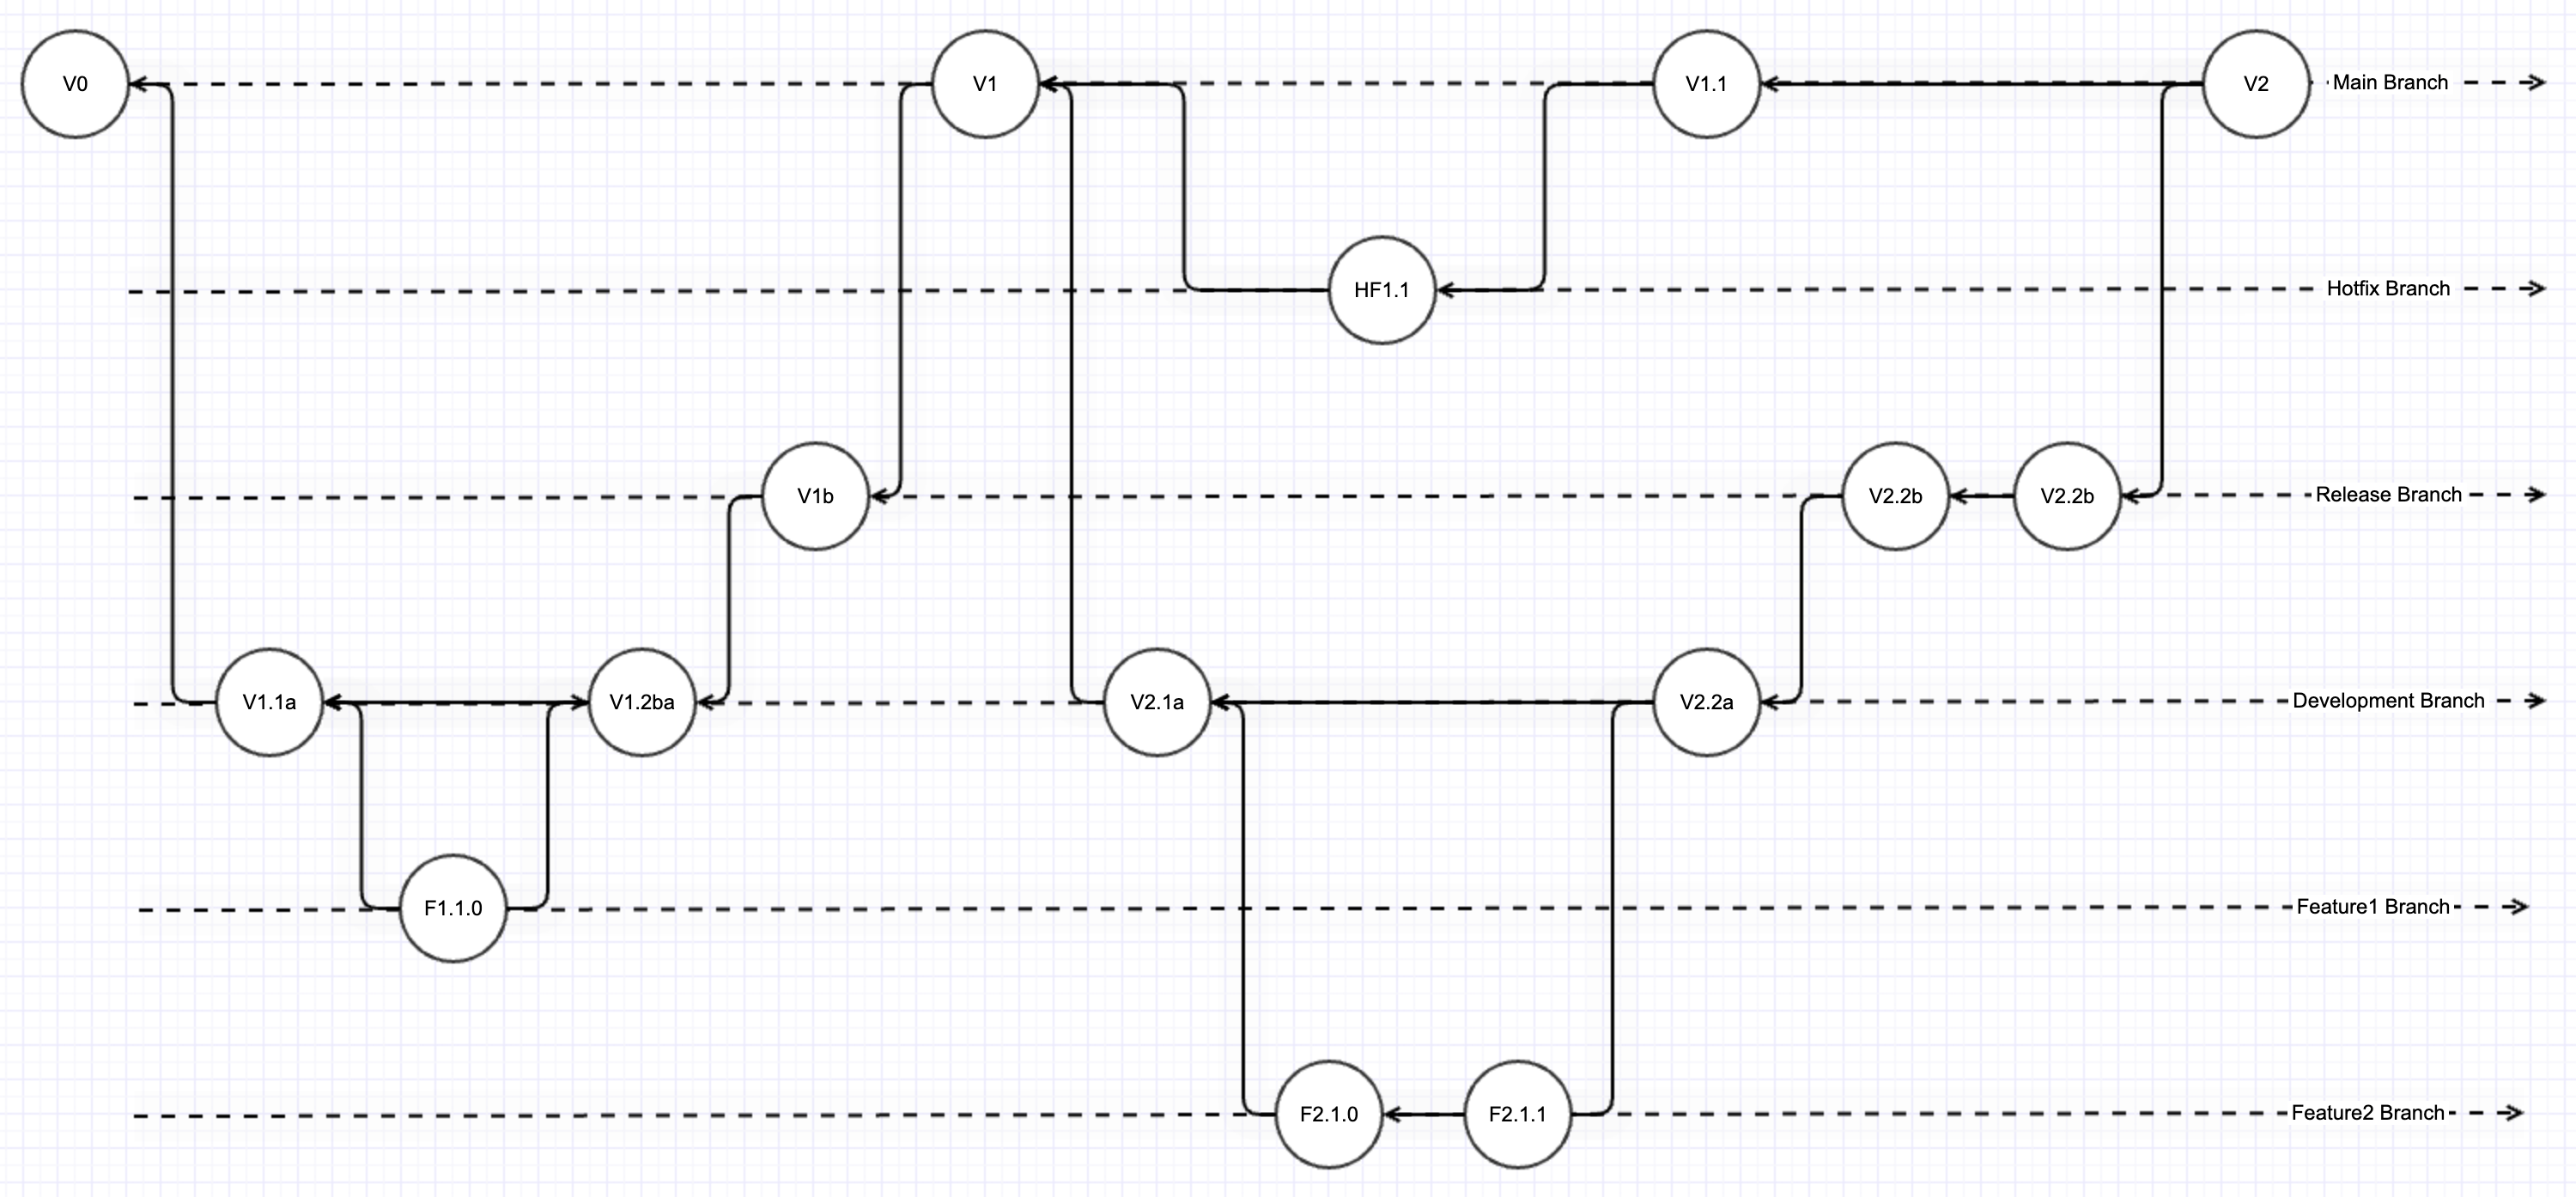 V0
V1
V1.1
V2
Main Branch
HF1.1
Hotfix Branch
V1b
V2.2b
V2.2b
Release Branch
V1.1a
V1.2ba
V2.1a
V2.2a
Development Branch
F1.1.0
Feature1 Branch
F2.1.0
F2.1.1
Feature2 Branch